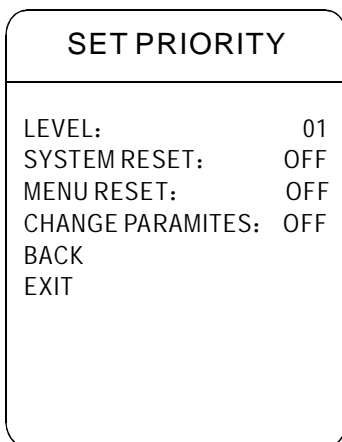 SET PRIORITY
LEVEL： 01
SYSTEM RESET： OFF
MENU RESET： OFF
CHANGE PARAMITES： OFF
BACK
EXIT